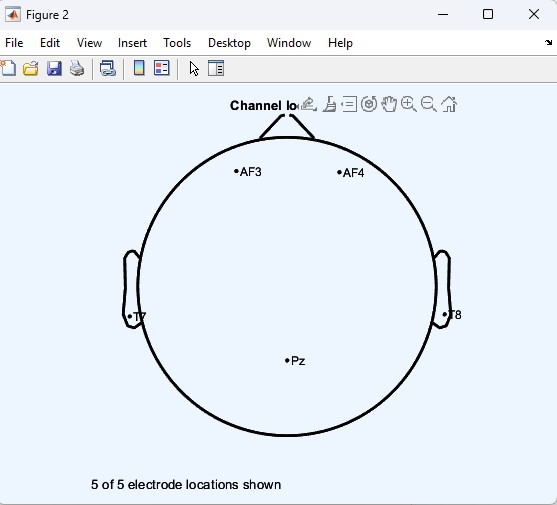 Figure 2
File Edit View Insert Tools Desktop Window Help
Channel
AF3 AF4
T7 T8
Pz
5 of 5 electrode locations shown